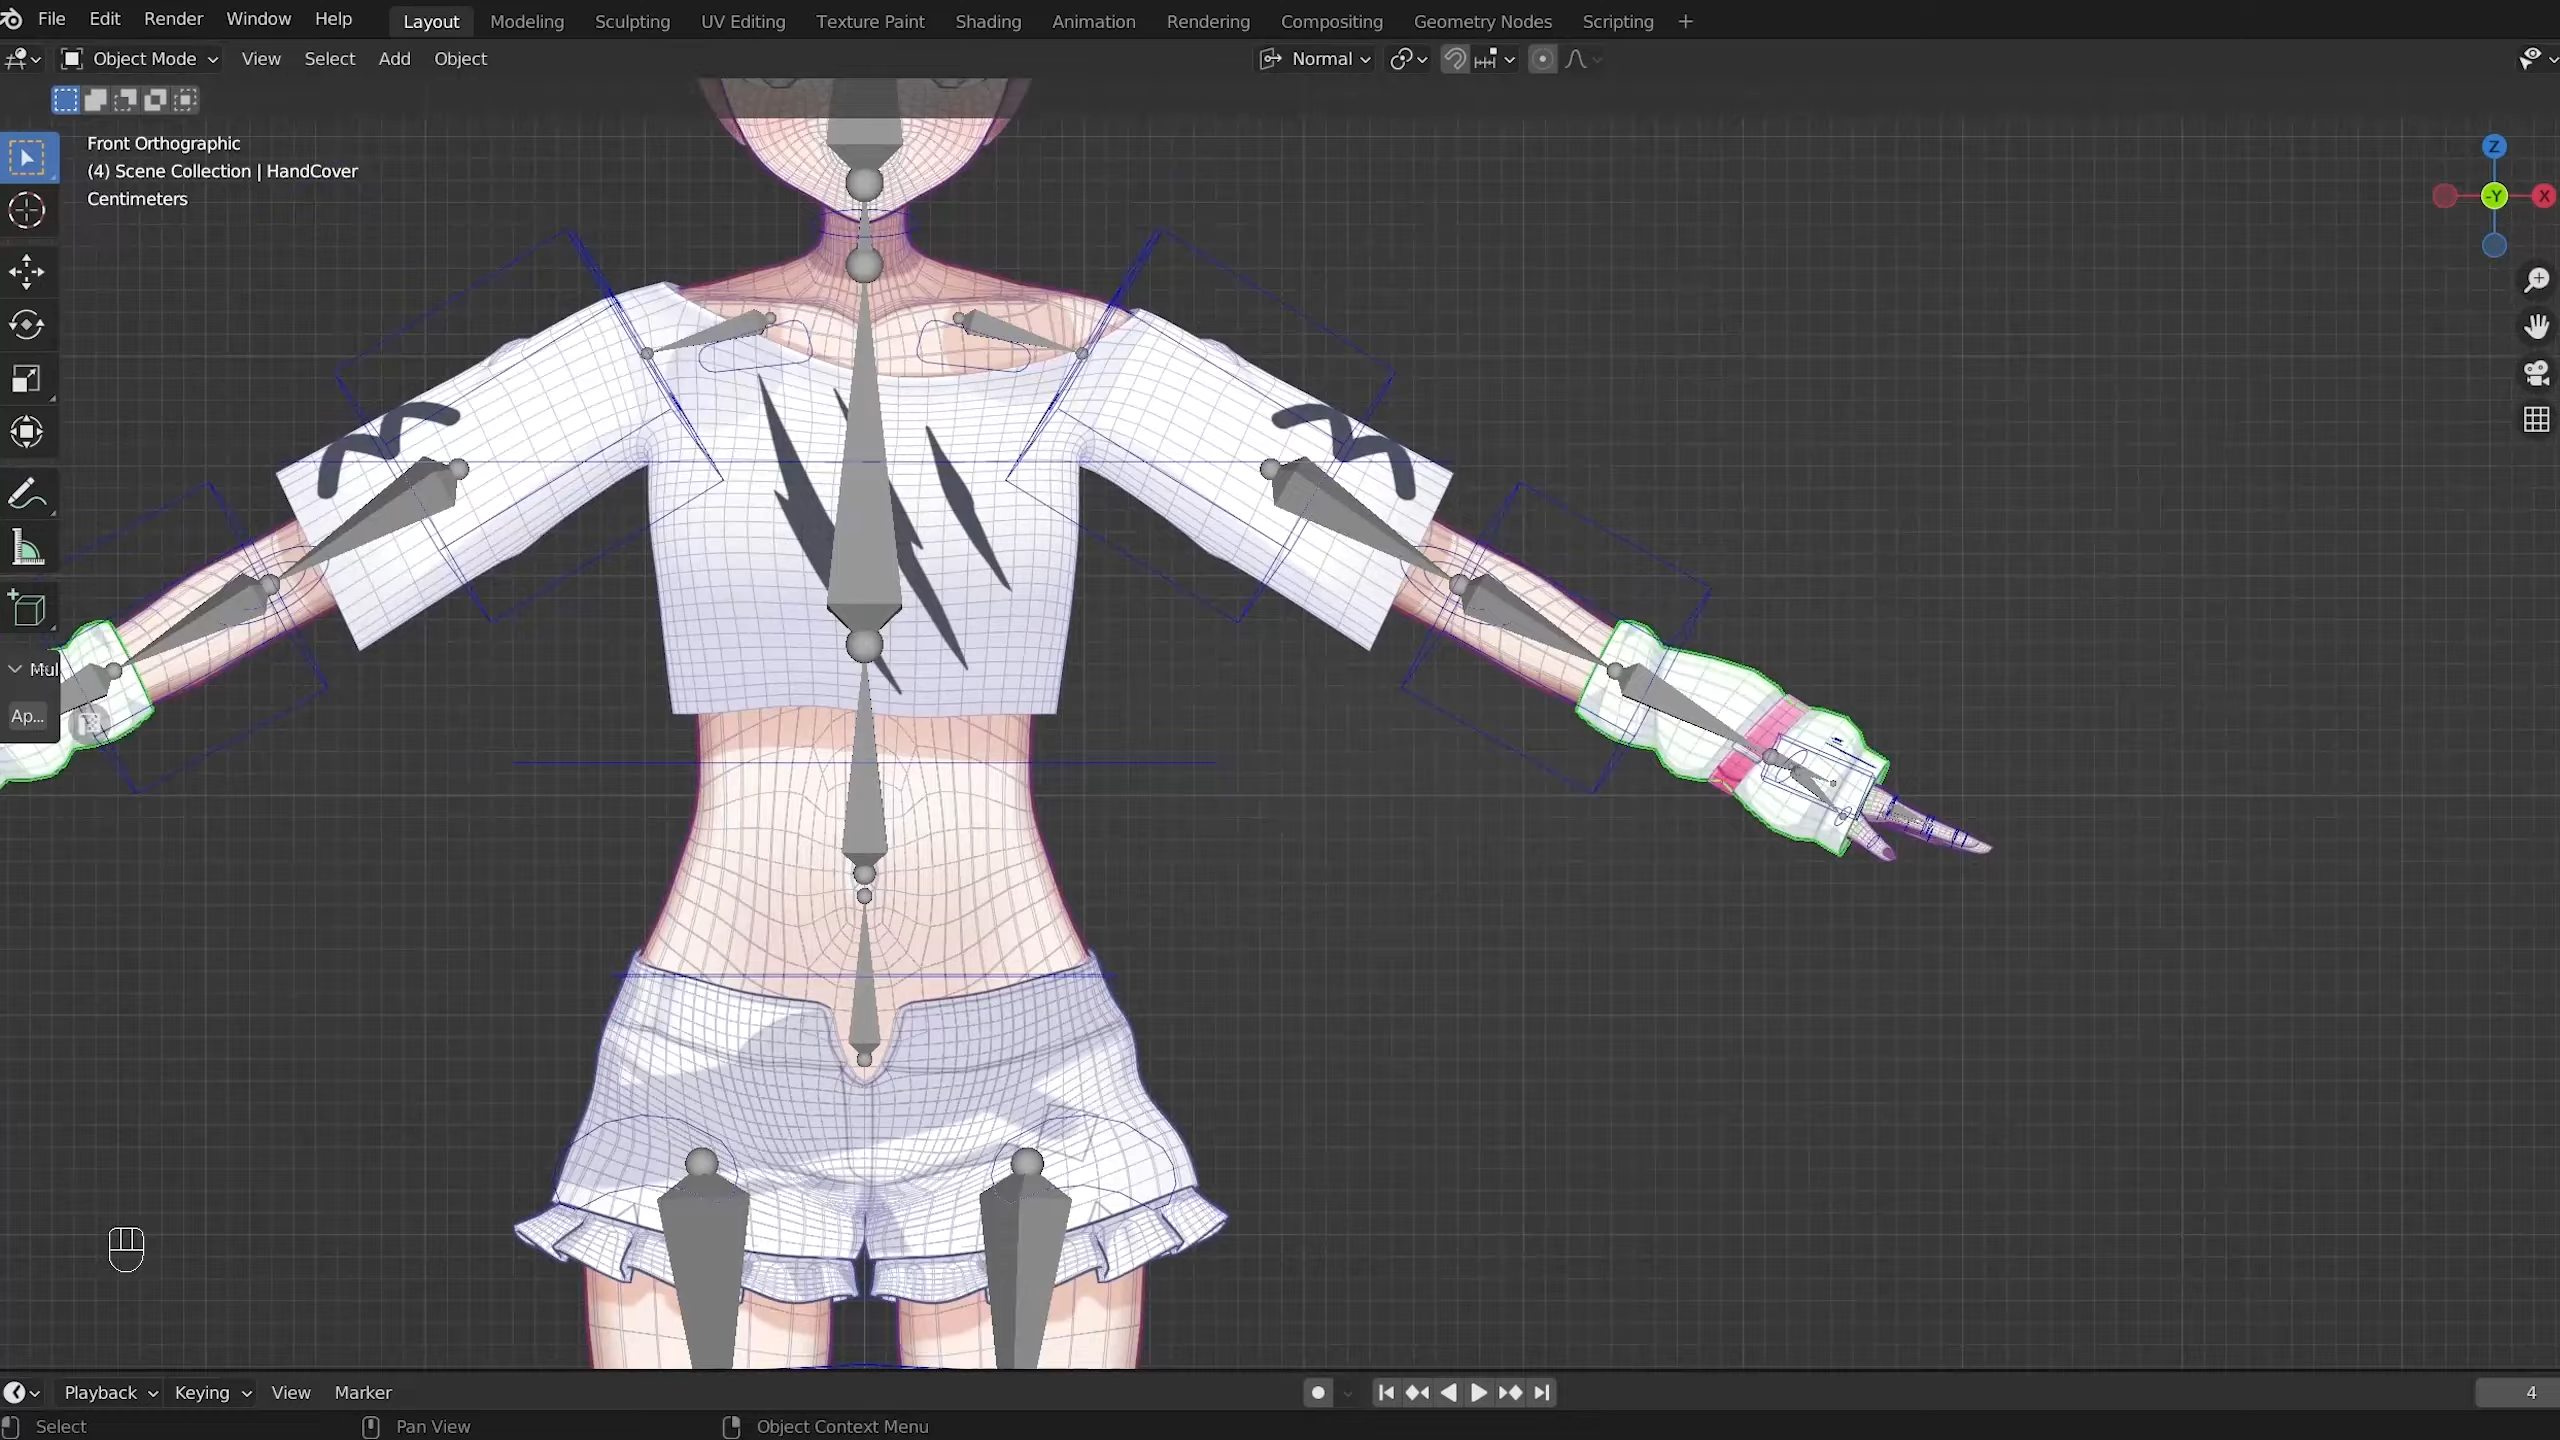 File Edit Render Window Help Layout Modeling Sculpting UV Editing Texture Paint Shading Animation Rendering Compositing Geometry Nodes Scripting +
Object Mode View Select Add Object Normal
Front Orthographic
(4) Scene Collection | HandCover
Centimeters
Z
-Y X
Mul
Ap...
Playback Keying View Marker 4
Select Pan View Object Context Menu